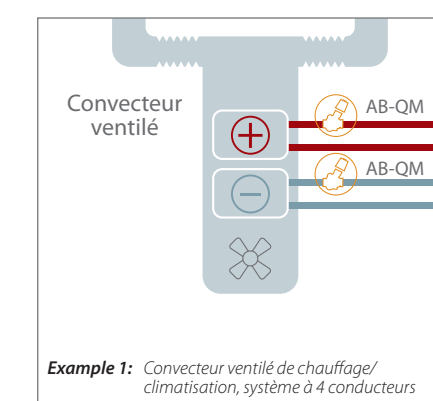 Convecteur
ventilé
AB-QM
AB-QM
Example 1: Convecteur ventilé de chauffage/
climatisation, système à 4 conducteurs